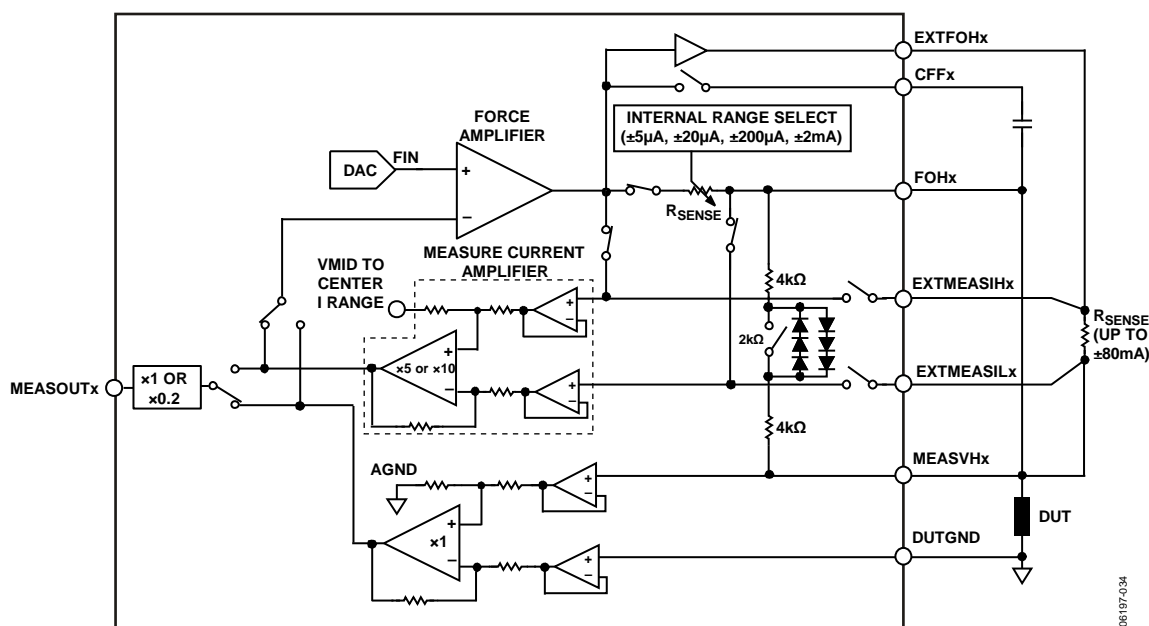 EXTFOHx
CFFx
FORCE
AMPLIFIER
INTERNAL RANGE SELECT
(±5µA, ±20µA, ±200µA, ±2mA)
DAC
FIN
+
−
FOHx
RSENSE
VMID TO
CENTER
I RANGE
MEASURE CURRENT
AMPLIFIER
4kΩ
EXTMEASIHx
+
−
+
×5 or ×10
−
2kΩ
RSENSE
(UP TO
±80mA)
MEASOUTx
×1 OR
×0.2
+
−
EXTMEASILx
4kΩ
AGND
MEASVHx
+
−
+
×1
−
DUT
DUTGND
+
−
06197-034